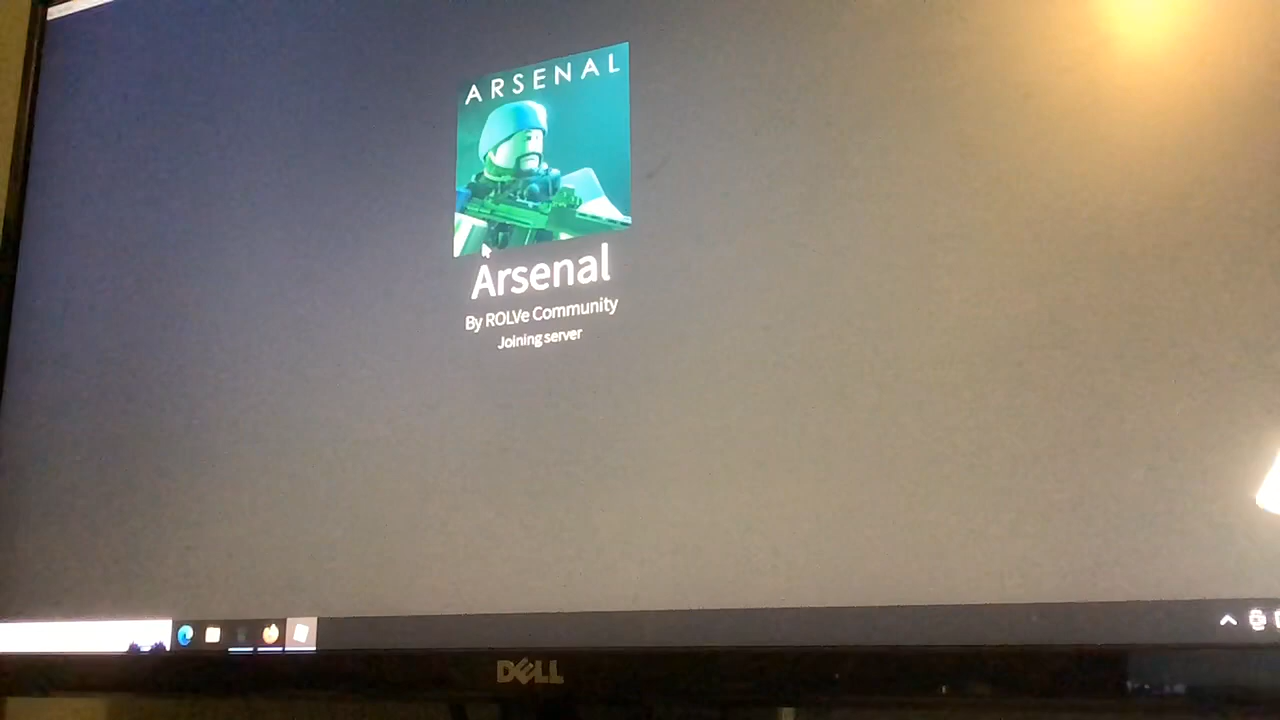 ARSENAL
Arsenal
By ROLVe Community
Joining server
DELL